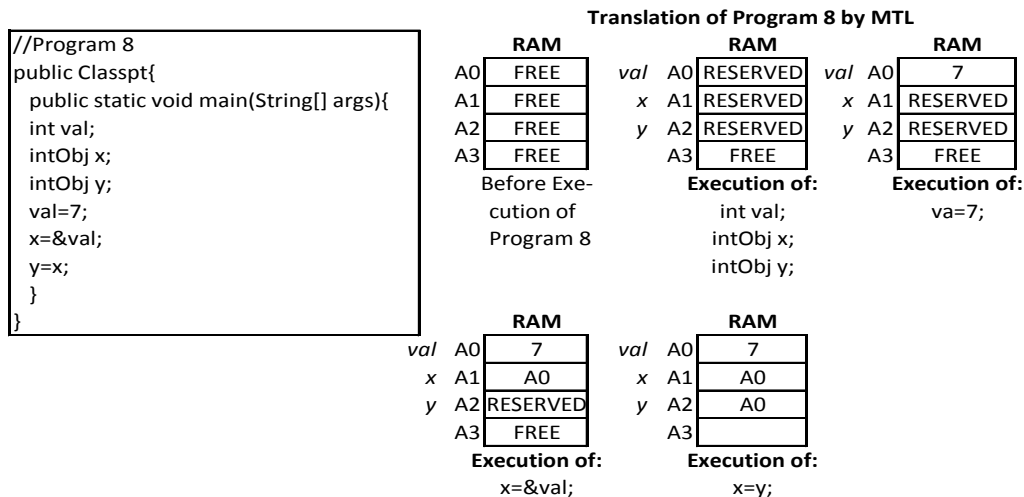 Translation of Program 8 by MTL
//Program 8
public Classpt{
public static void main(String[] args){
int val;
intObj x;
intObj y;
val=7;
x=&val;
y=x;
}
}
RAM
A0 FREE
A1 FREE
A2 FREE
A3 FREE
Before Exe-
cution of
Program 8
RAM
val A0 RESERVED
x A1 RESERVED
y A2 RESERVED
A3 FREE
Execution of:
int val;
intObj x;
intObj y;
RAM
val A0 7
x A1 RESERVED
y A2 RESERVED
A3 FREE
Execution of:
va=7;
RAM
val A0 7
x A1 A0
y A2 RESERVED
A3 FREE
Execution of:
x=&val;
RAM
val A0 7
x A1 A0
y A2 A0
A3
Execution of:
x=y;